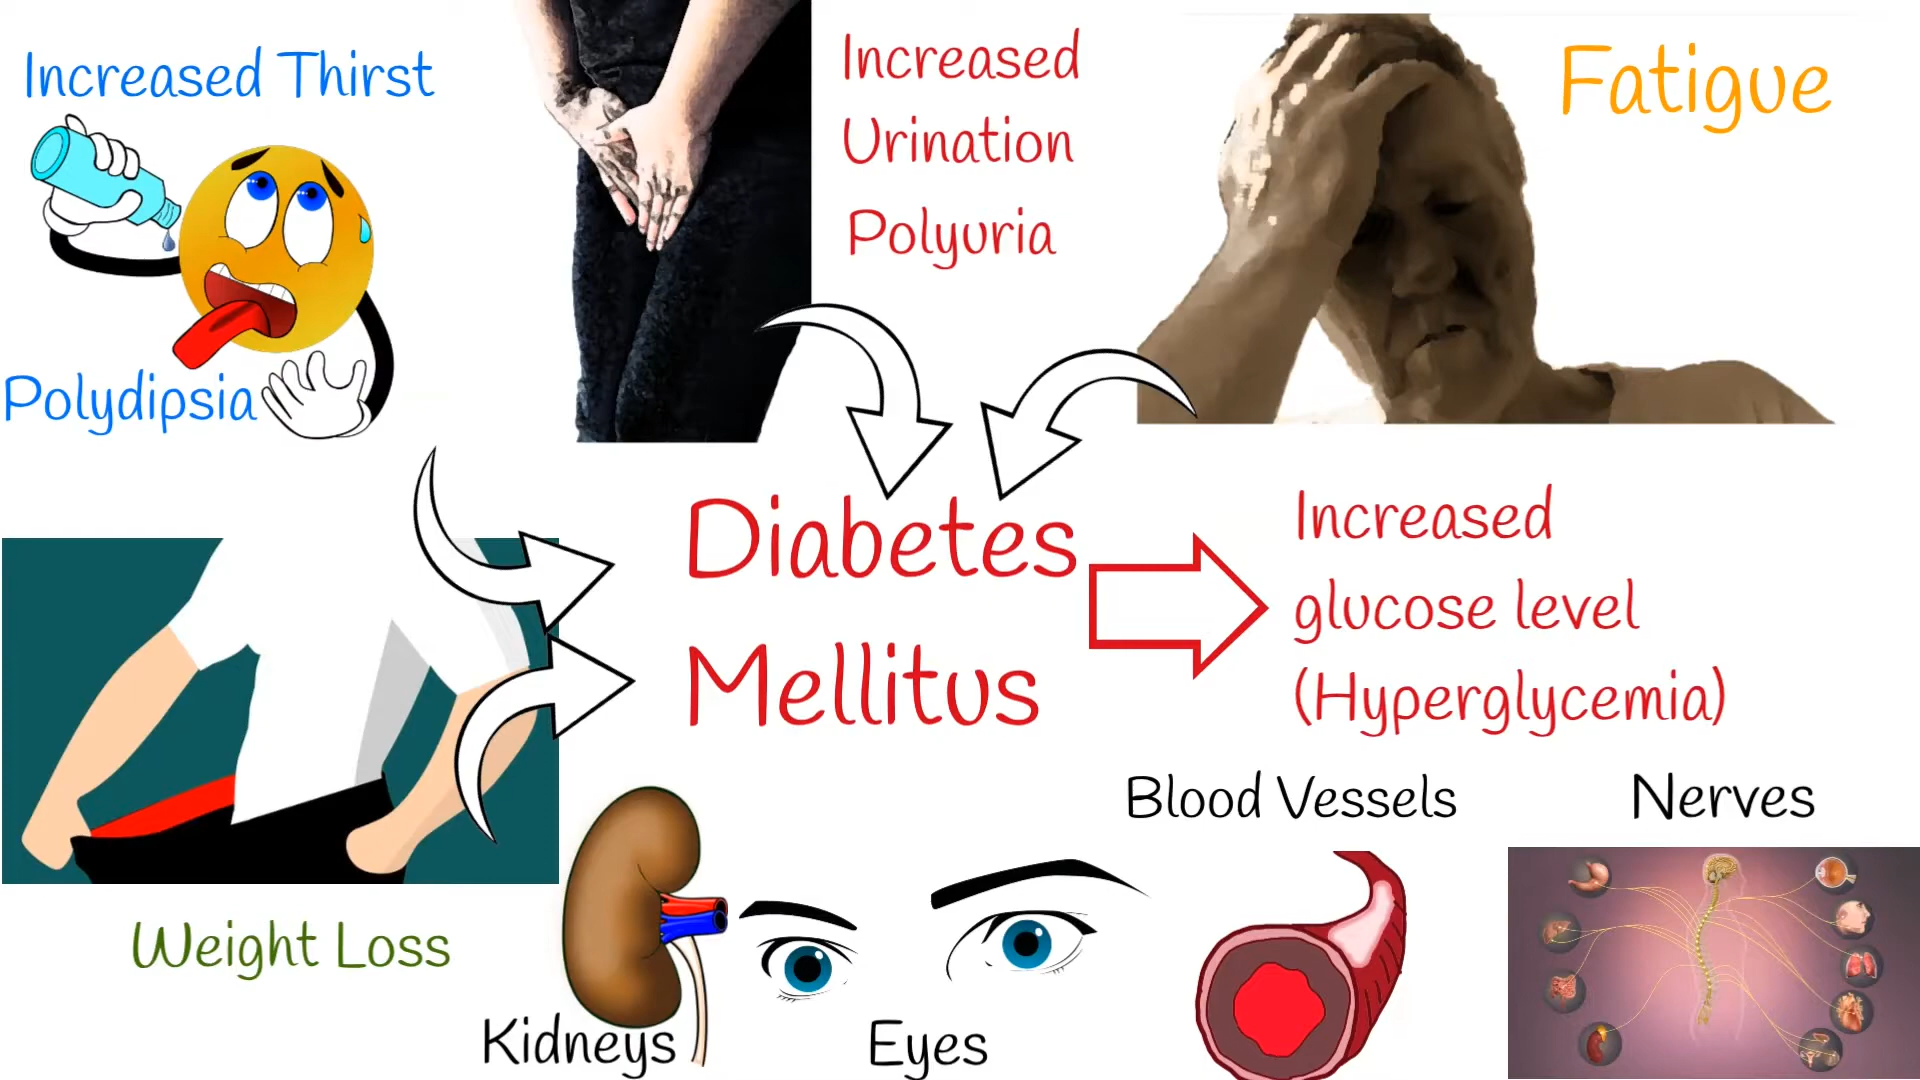 Increased Thirst
Polydipsia
Increased
Urination
Polyuria
Fatigue
Diabetes
Mellitus
Increased
glucose level
(Hyperglycemia)
Weight Loss
Kidneys
Eyes
Blood Vessels
Nerves